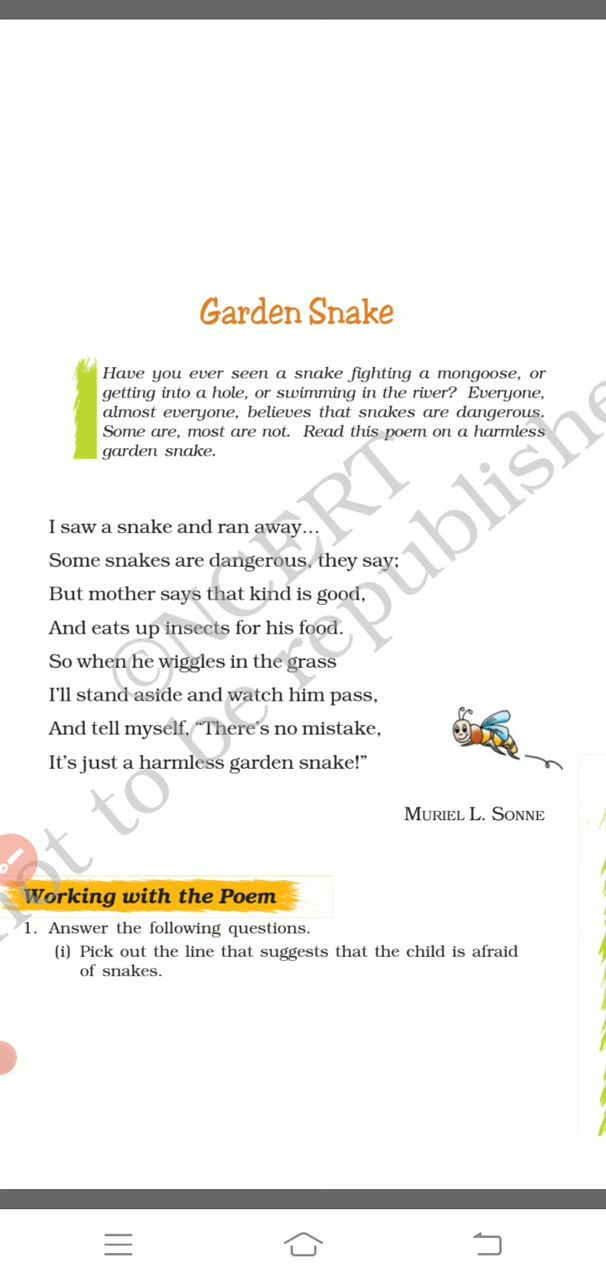 Garden Snake
Have you ever seen a snake fighting a mongoose, or
getting into a hole, or swimming in the river? Everyone,
almost everyone, believes that snakes are dangerous.
Some are, most are not. Read this poem on a harmless
garden snake.
I saw a snake and ran away...
Some snakes are dangerous, they say;
But mother says that kind is good,
And eats up insects for his food.
So when he wiggles in the grass
I'll stand aside and watch him pass,
And tell myself, “There's no mistake,
It's just a harmless garden snake!”
MURIEL L. SONNE
Working with the Poem
1. Answer the following questions.
(i) Pick out the line that suggests that the child is afraid
of snakes.
©NCERT
not to be republishe